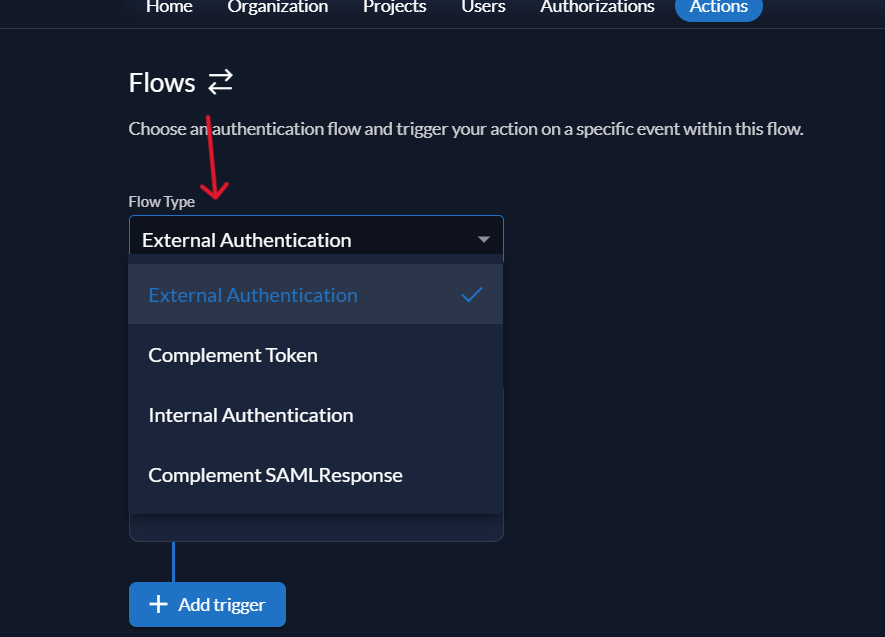 Home Organization Projects Users Authorizations Actions
Flows
Choose an authentication flow and trigger your action on a specific event within this flow.
Flow Type
External Authentication
External Authentication
Complement Token
Internal Authentication
Complement SAMLResponse
Add trigger